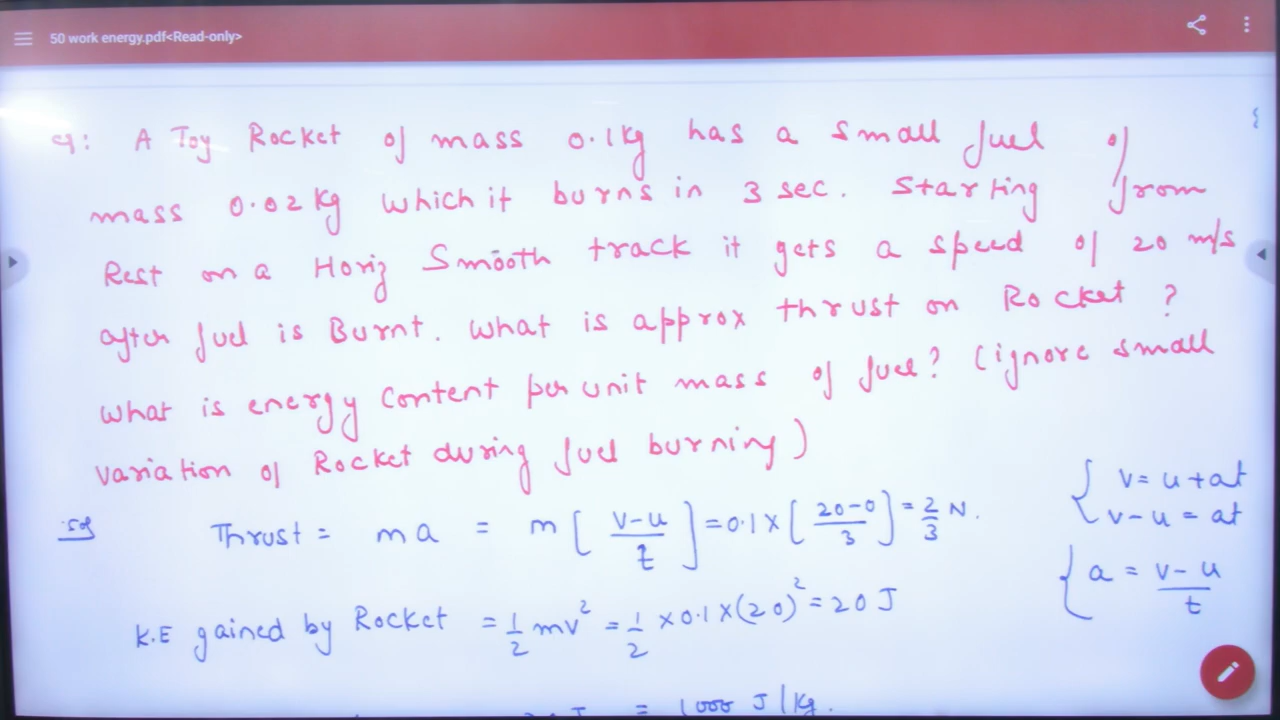 50 work energy.pdf<Read-only>
q: A Toy Rocket of mass 0.1Kg has a small fuel of
mass 0.02Kg which it burns in 3 sec. Starting from
Rest on a Horiz Smooth track it gets a speed of 20 m/s
after fuel is Burnt. What is approx thrust on Rocket ?
What is energy content per unit mass of fuel? (ignore small
variation of Rocket during fuel burning)
Sol Thrust = ma = m[(v-u)/t] = 0.1 × [(20-0)/3] = 2/3 N.
{ v = u + at
v-u = at
{ a = (v-u)/t
K.E gained by Rocket = 1/2 mv² = 1/2 × 0.1 × (20)² = 20 J
= 1000 J/Kg.